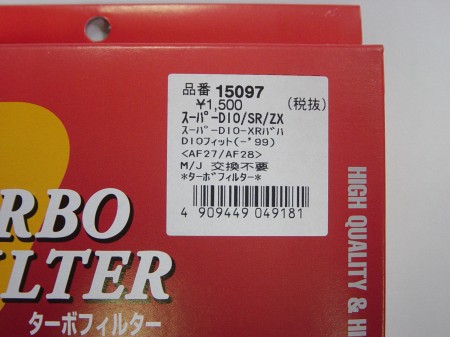 品番 15097
¥1,500 (税抜)
ｽｰﾊﾟｰDIO/SR/ZX
ｽｰﾊﾟｰDIO-XRﾊﾞﾊ
DIOフィット(-"99)
<AF27/AF28>
M/J 交換不要
*ﾀｰﾎﾞフィルター*
4 909449 049181
RBO
LTER
ターボフィルター
HIGH QUALITY & HI